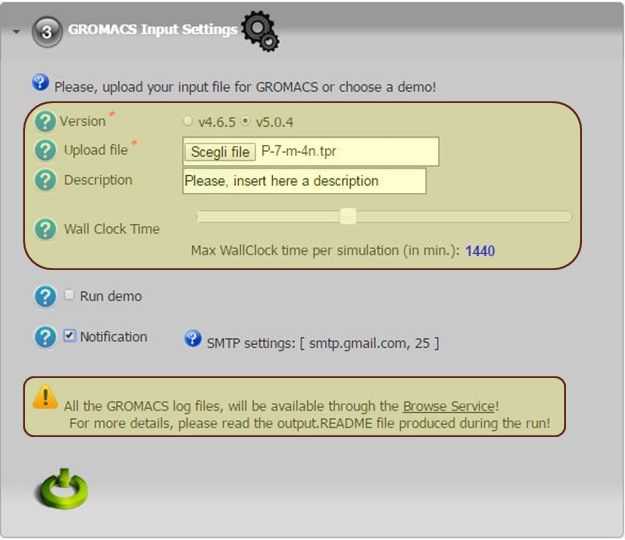 3 GROMACS Input Settings
? Please, upload your input file for GROMACS or choose a demo!
? Version * v4.6.5 v5.0.4
? Upload file * Scegli file P-7-m-4n.tpr
? Description Please, insert here a description
? Wall Clock Time
Max WallClock time per simulation (in min.): 1440
? Run demo
? Notification ? SMTP settings: [ smtp.gmail.com, 25 ]
! All the GROMACS log files, will be available through the Browse Service!
For more details, please read the output.README file produced during the run!